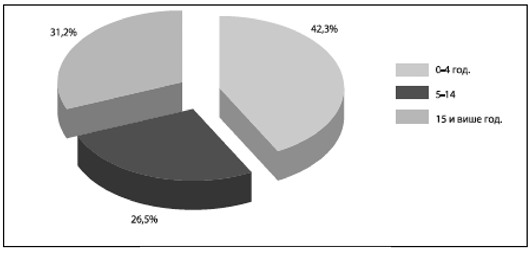 31,2%
42,3%
26,5%
0–4 год.
5–14
15 и више год.